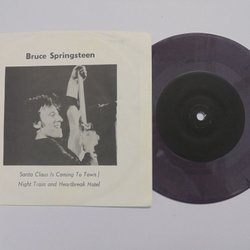 Bruce Springsteen
Santa Claus Is Coming To Town /
Night Train and Heartbreak Hotel